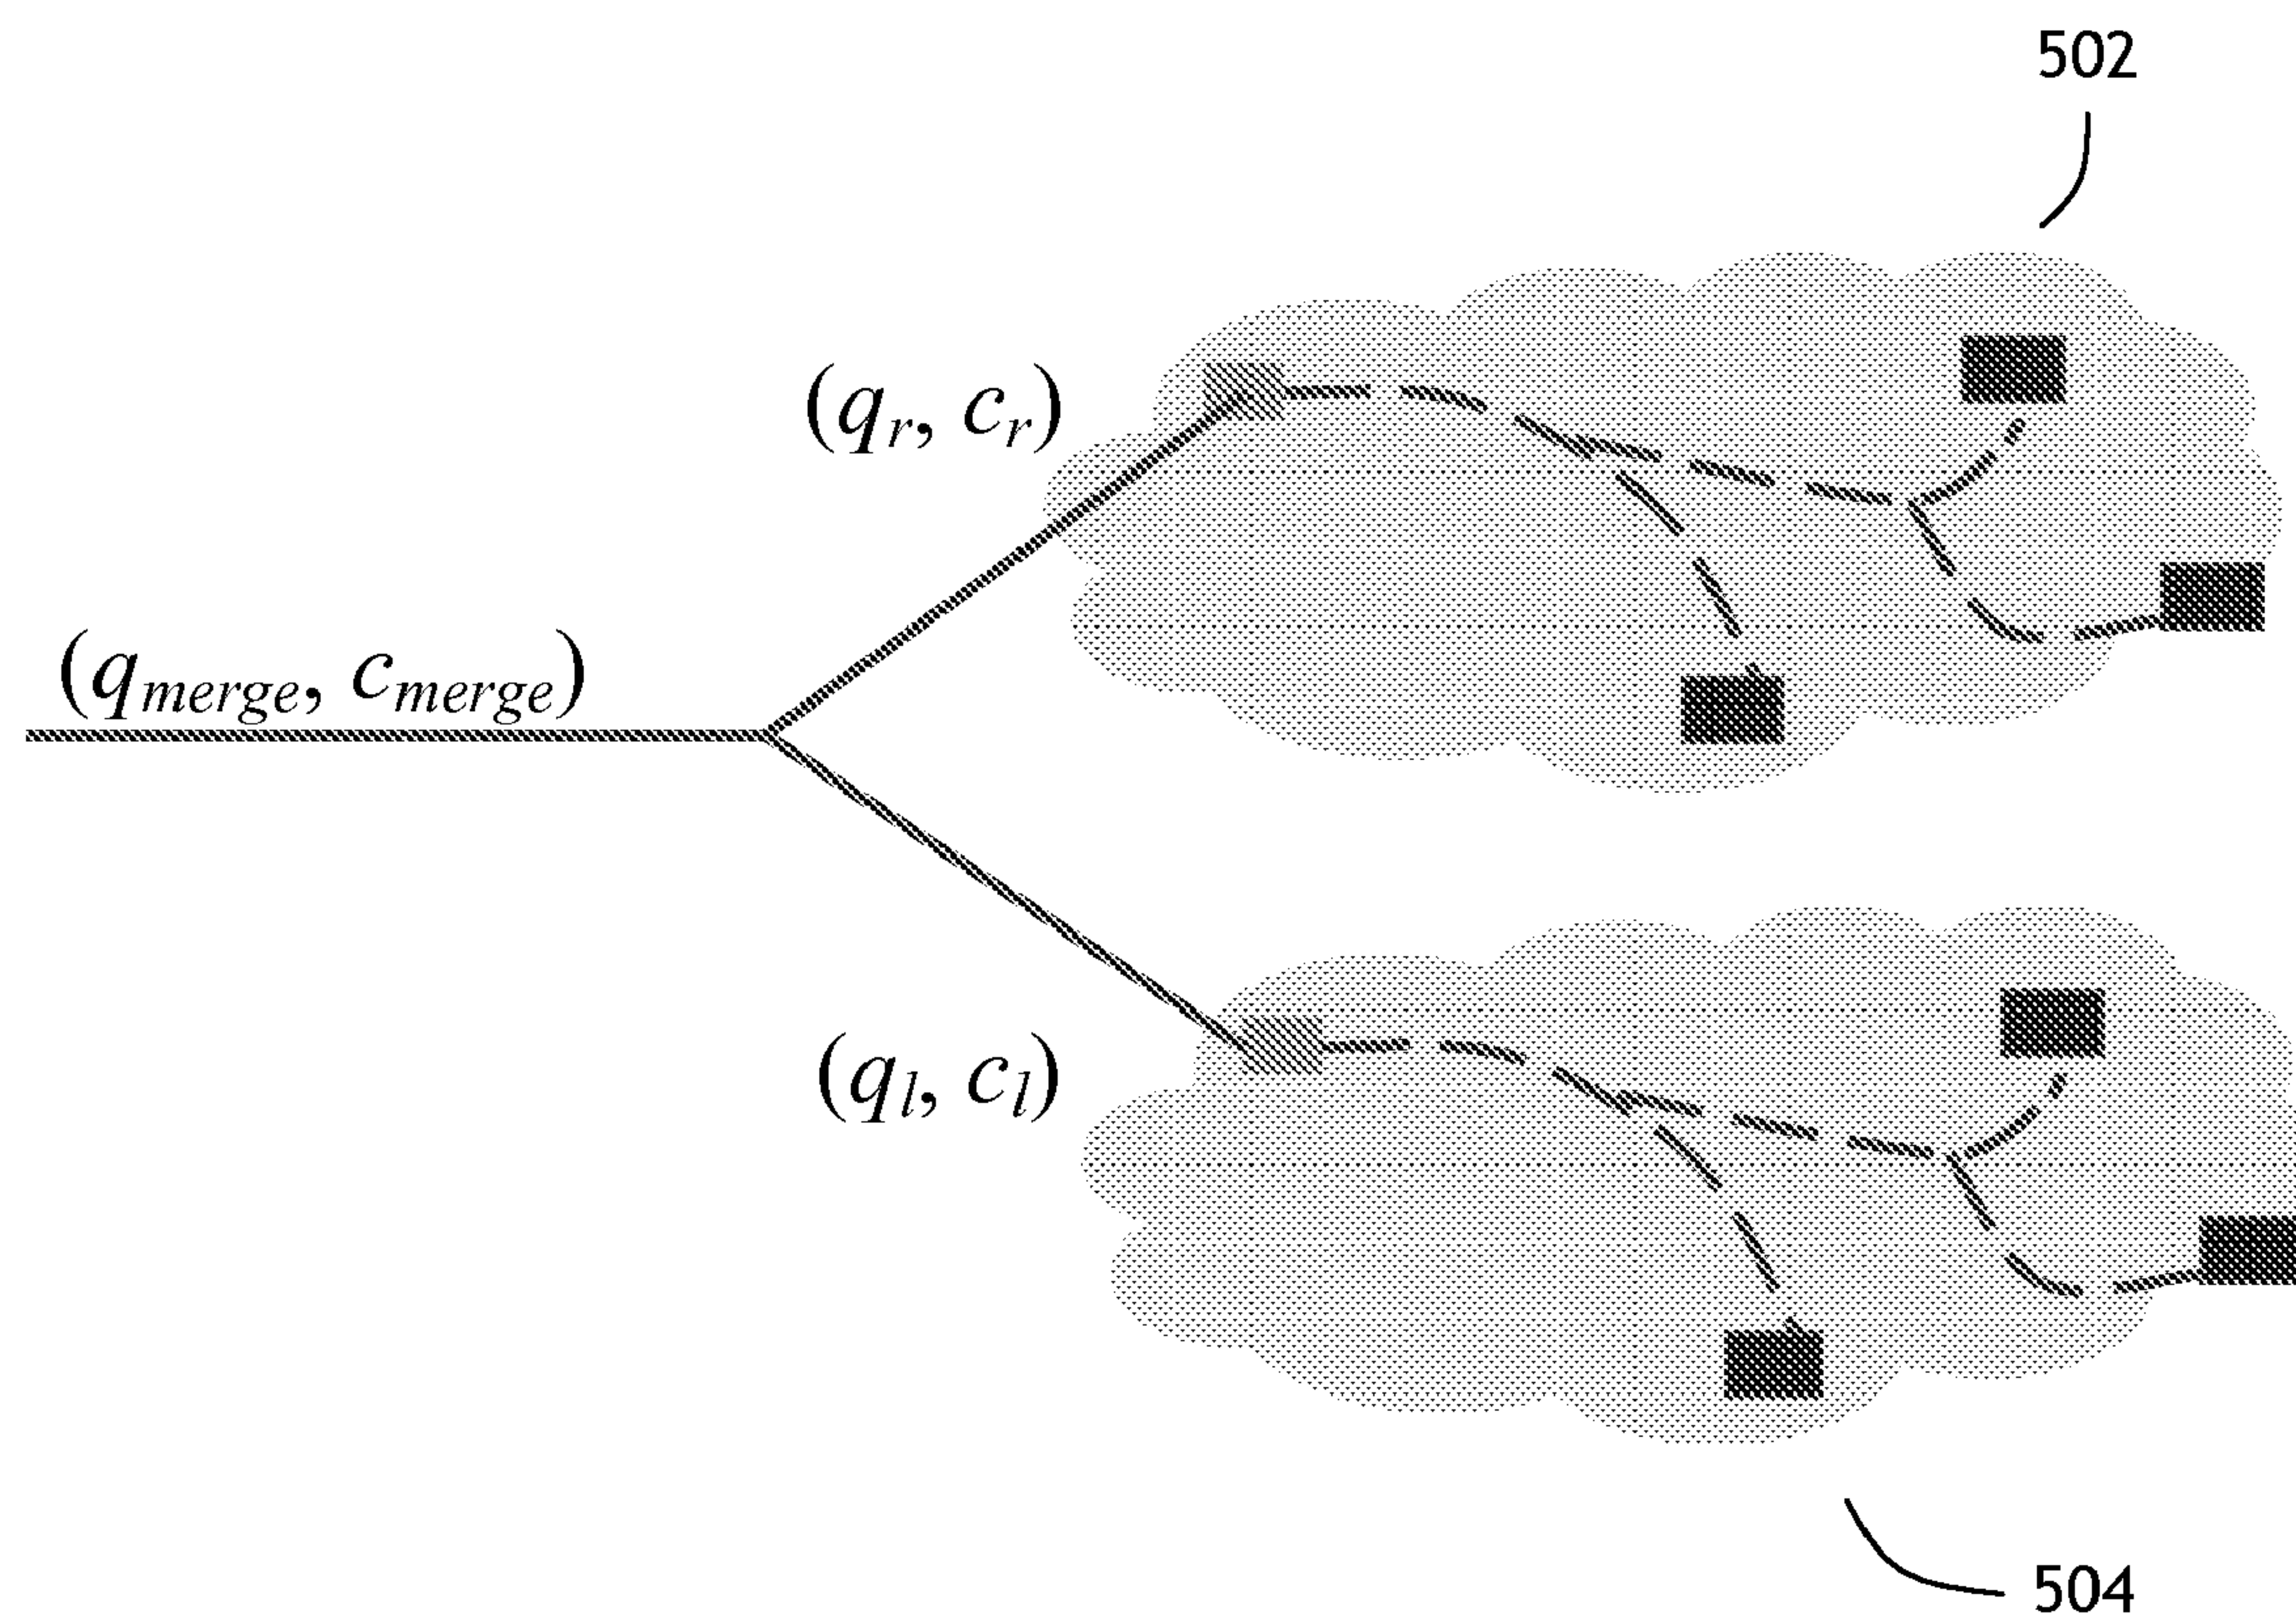 502
(q_r, c_r)
(q_merge, c_merge)
(q_l, c_l)
504